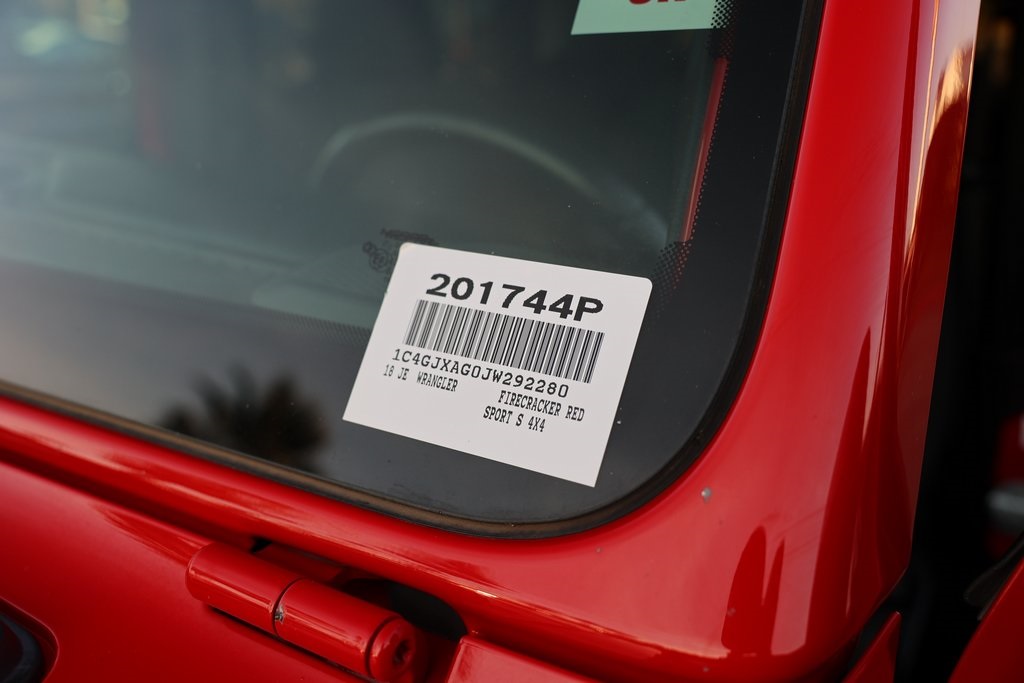 201744P
1C4GJXAG0JW292280
18 JE WRANGLER FIRECRACKER RED
SPORT S 4X4